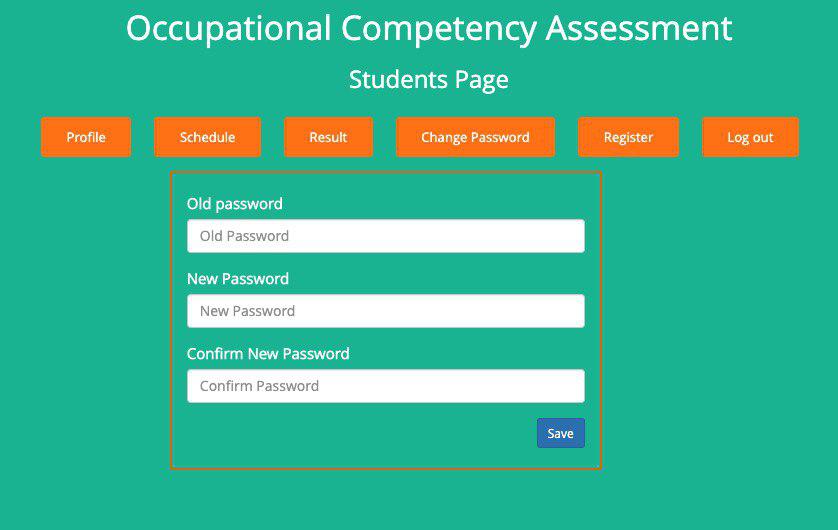 Occupational Competency Assessment
Students Page
Profile Schedule Result Change Password Register Log out
Old password
Old Password
New Password
New Password
Confirm New Password
Confirm Password
Save